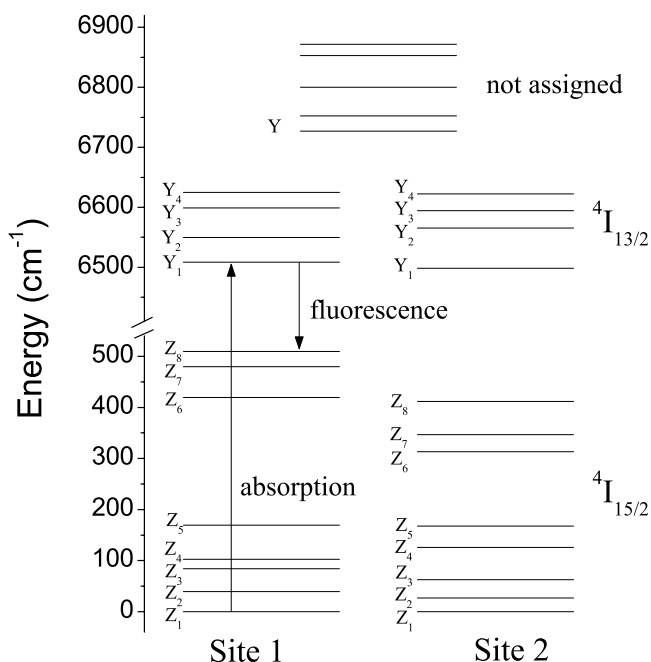 6900
not assigned
6800
Y
6700
Y4
Y4
6600
Y3
Y3
4I13/2
Y2
Y2
6500
Y1
Y1
Energy (cm-1)
fluorescence
Z8
500
Z7
Z6
Z8
400
Z7
Z6
300
absorption
4I15/2
200
Z5
Z5
Z4
Z4
100
Z3
Z3
Z2
Z2
0
Z1
Z1
Site 1
Site 2